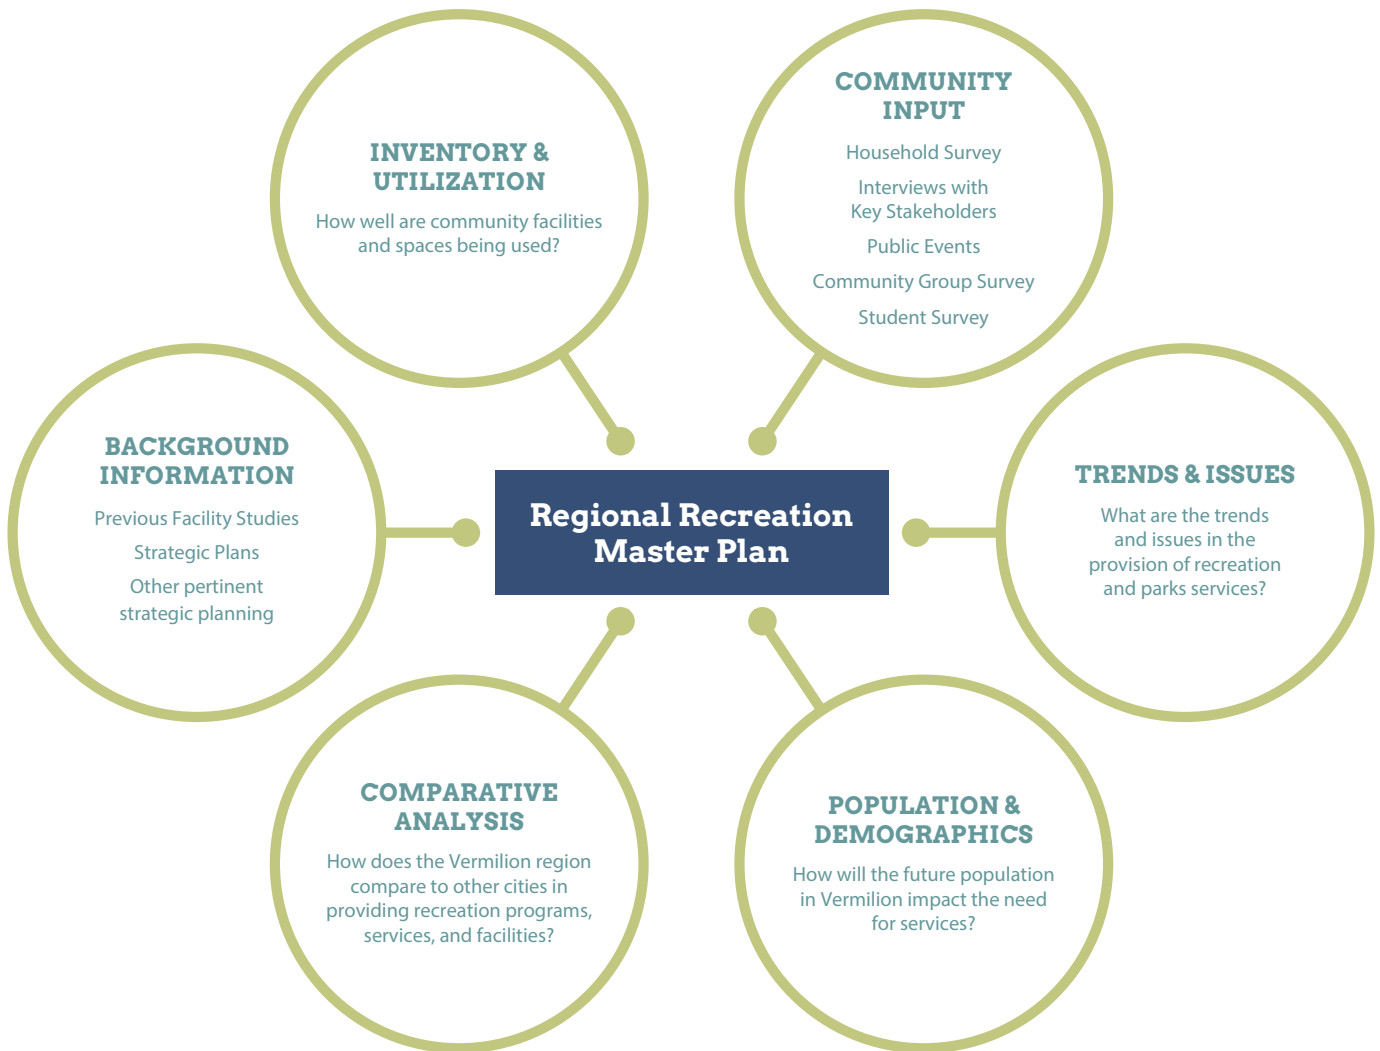 INVENTORY &
UTILIZATION
How well are community facilities
and spaces being used?
COMMUNITY
INPUT
Household Survey
Interviews with
Key Stakeholders
Public Events
Community Group Survey
Student Survey
BACKGROUND
INFORMATION
Previous Facility Studies
Strategic Plans
Other pertinent
strategic planning
Regional Recreation
Master Plan
TRENDS & ISSUES
What are the trends
and issues in the
provision of recreation
and parks services?
COMPARATIVE
ANALYSIS
How does the Vermilion region
compare to other cities in
providing recreation programs,
services, and facilities?
POPULATION &
DEMOGRAPHICS
How will the future population
in Vermilion impact the need
for services?